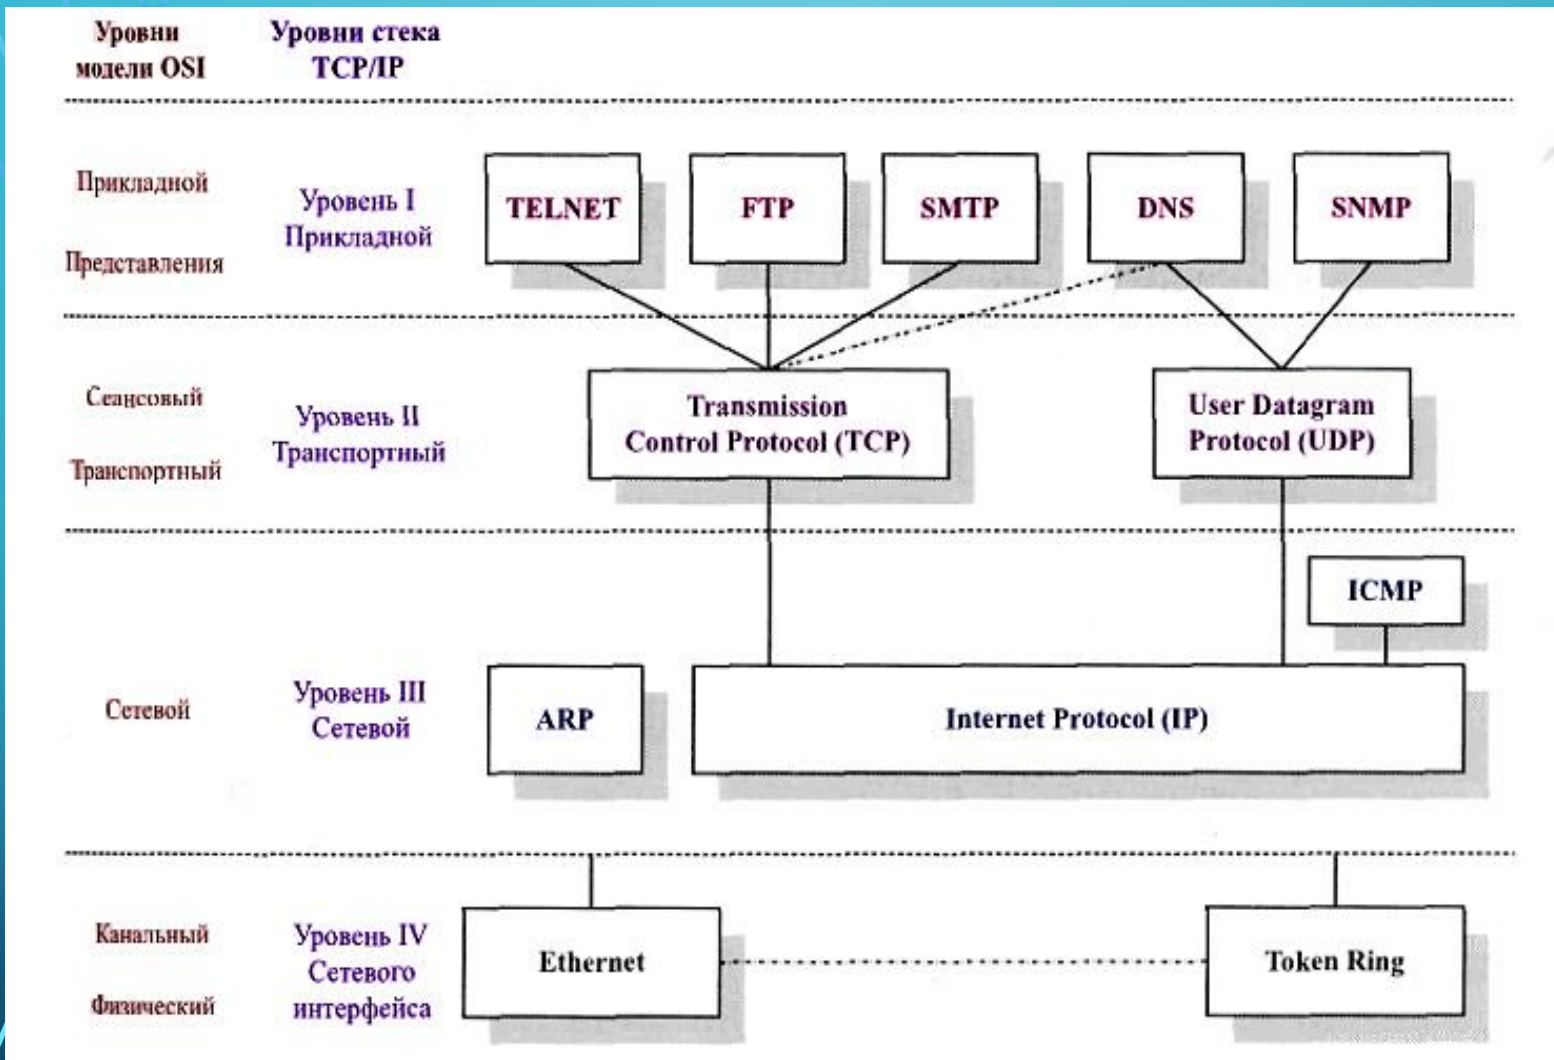 Уровни
модели OSI
Уровни стека
TCP/IP
Прикладной
Представления
Уровень I
Прикладной
TELNET
FTP
SMTP
DNS
SNMP
Сеансовый
Транспортный
Уровень II
Транспортный
Transmission
Control Protocol (TCP)
User Datagram
Protocol (UDP)
ICMP
Сетевой
Уровень III
Сетевой
ARP
Internet Protocol (IP)
Канальный
Физический
Уровень IV
Сетевого
интерфейса
Ethernet
Token Ring